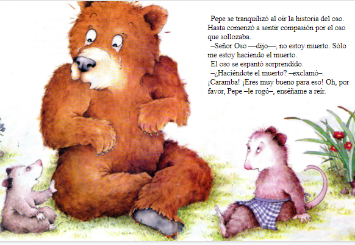 Pepe se tranquilizó al oír la historia del oso.
Hasta comenzó a sentir compasión por el oso
que sollozaba.
–Señor Oso —dijo—, no estoy muerto. Sólo
me estoy haciendo el muerto.
El oso se espantó sorprendido.
–¿Haciéndote el muerto? –exclamó–
¡Caramba! ¡Eres muy bueno para eso! Oh, por
favor, Pepe –le rogó–, enséñame a reír.